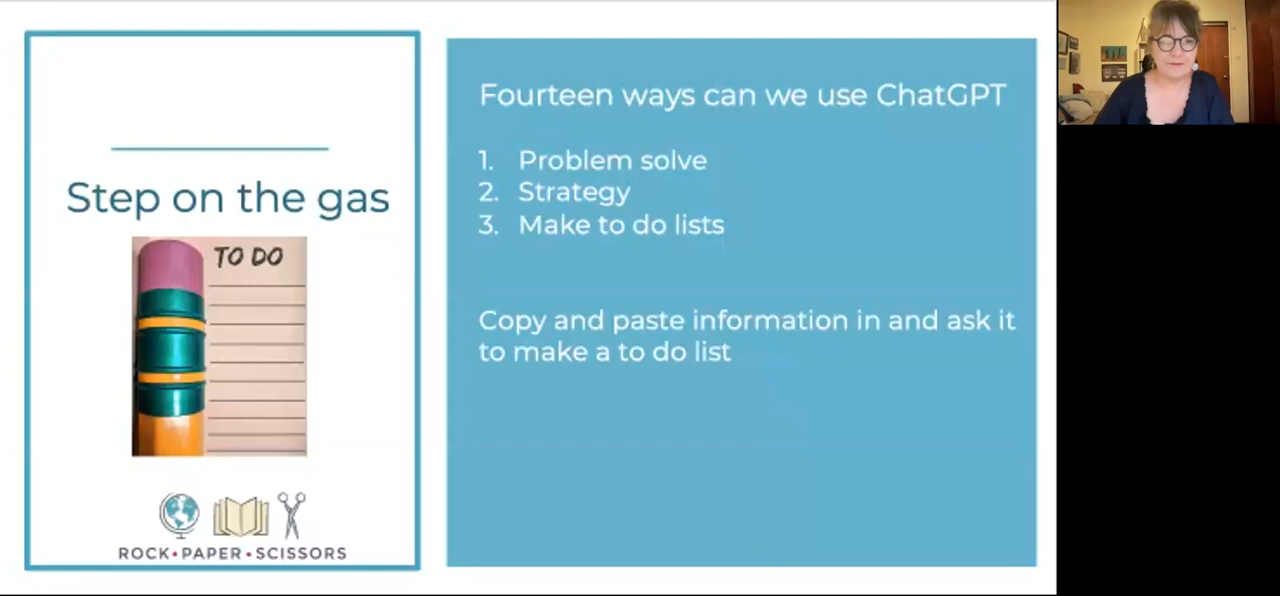 Step on the gas
TO DO
ROCK•PAPER•SCISSORS
Fourteen ways can we use ChatGPT
1. Problem solve
2. Strategy
3. Make to do lists
Copy and paste information in and ask it
to make a to do list